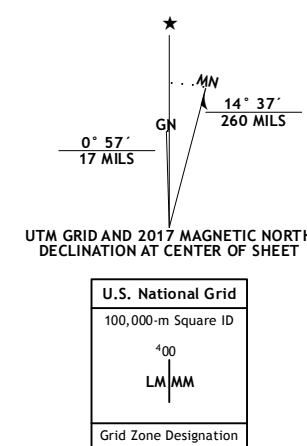 ★
MN
GN
0° 57´
17 MILS
14° 37´
260 MILS
UTM GRID AND 2017 MAGNETIC NORTH
DECLINATION AT CENTER OF SHEET
U.S. National Grid
100,000-m Square ID
⁴00
LM MM
Grid Zone Designation